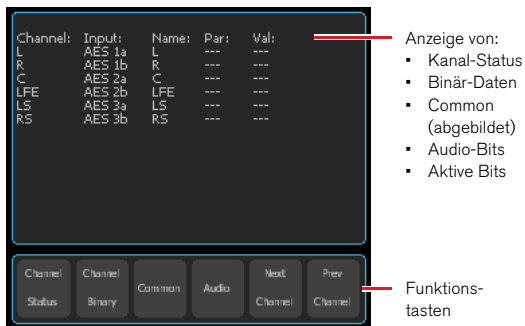 Channel: Input: Name: Par: Val:
L AES 1a L --- ---
R AES 1b R --- ---
C AES 2a C --- ---
LFE AES 2b LFE --- ---
LS AES 3a LS --- ---
RS AES 3b RS --- ---
Anzeige von:
▪ Kanal-Status
▪ Binär-Daten
▪ Common
(abgebildet)
▪ Audio-Bits
▪ Aktive Bits
Channel Status
Channel Binary
Common
Audio
Next Channel
Prev Channel
Funktions-
tasten